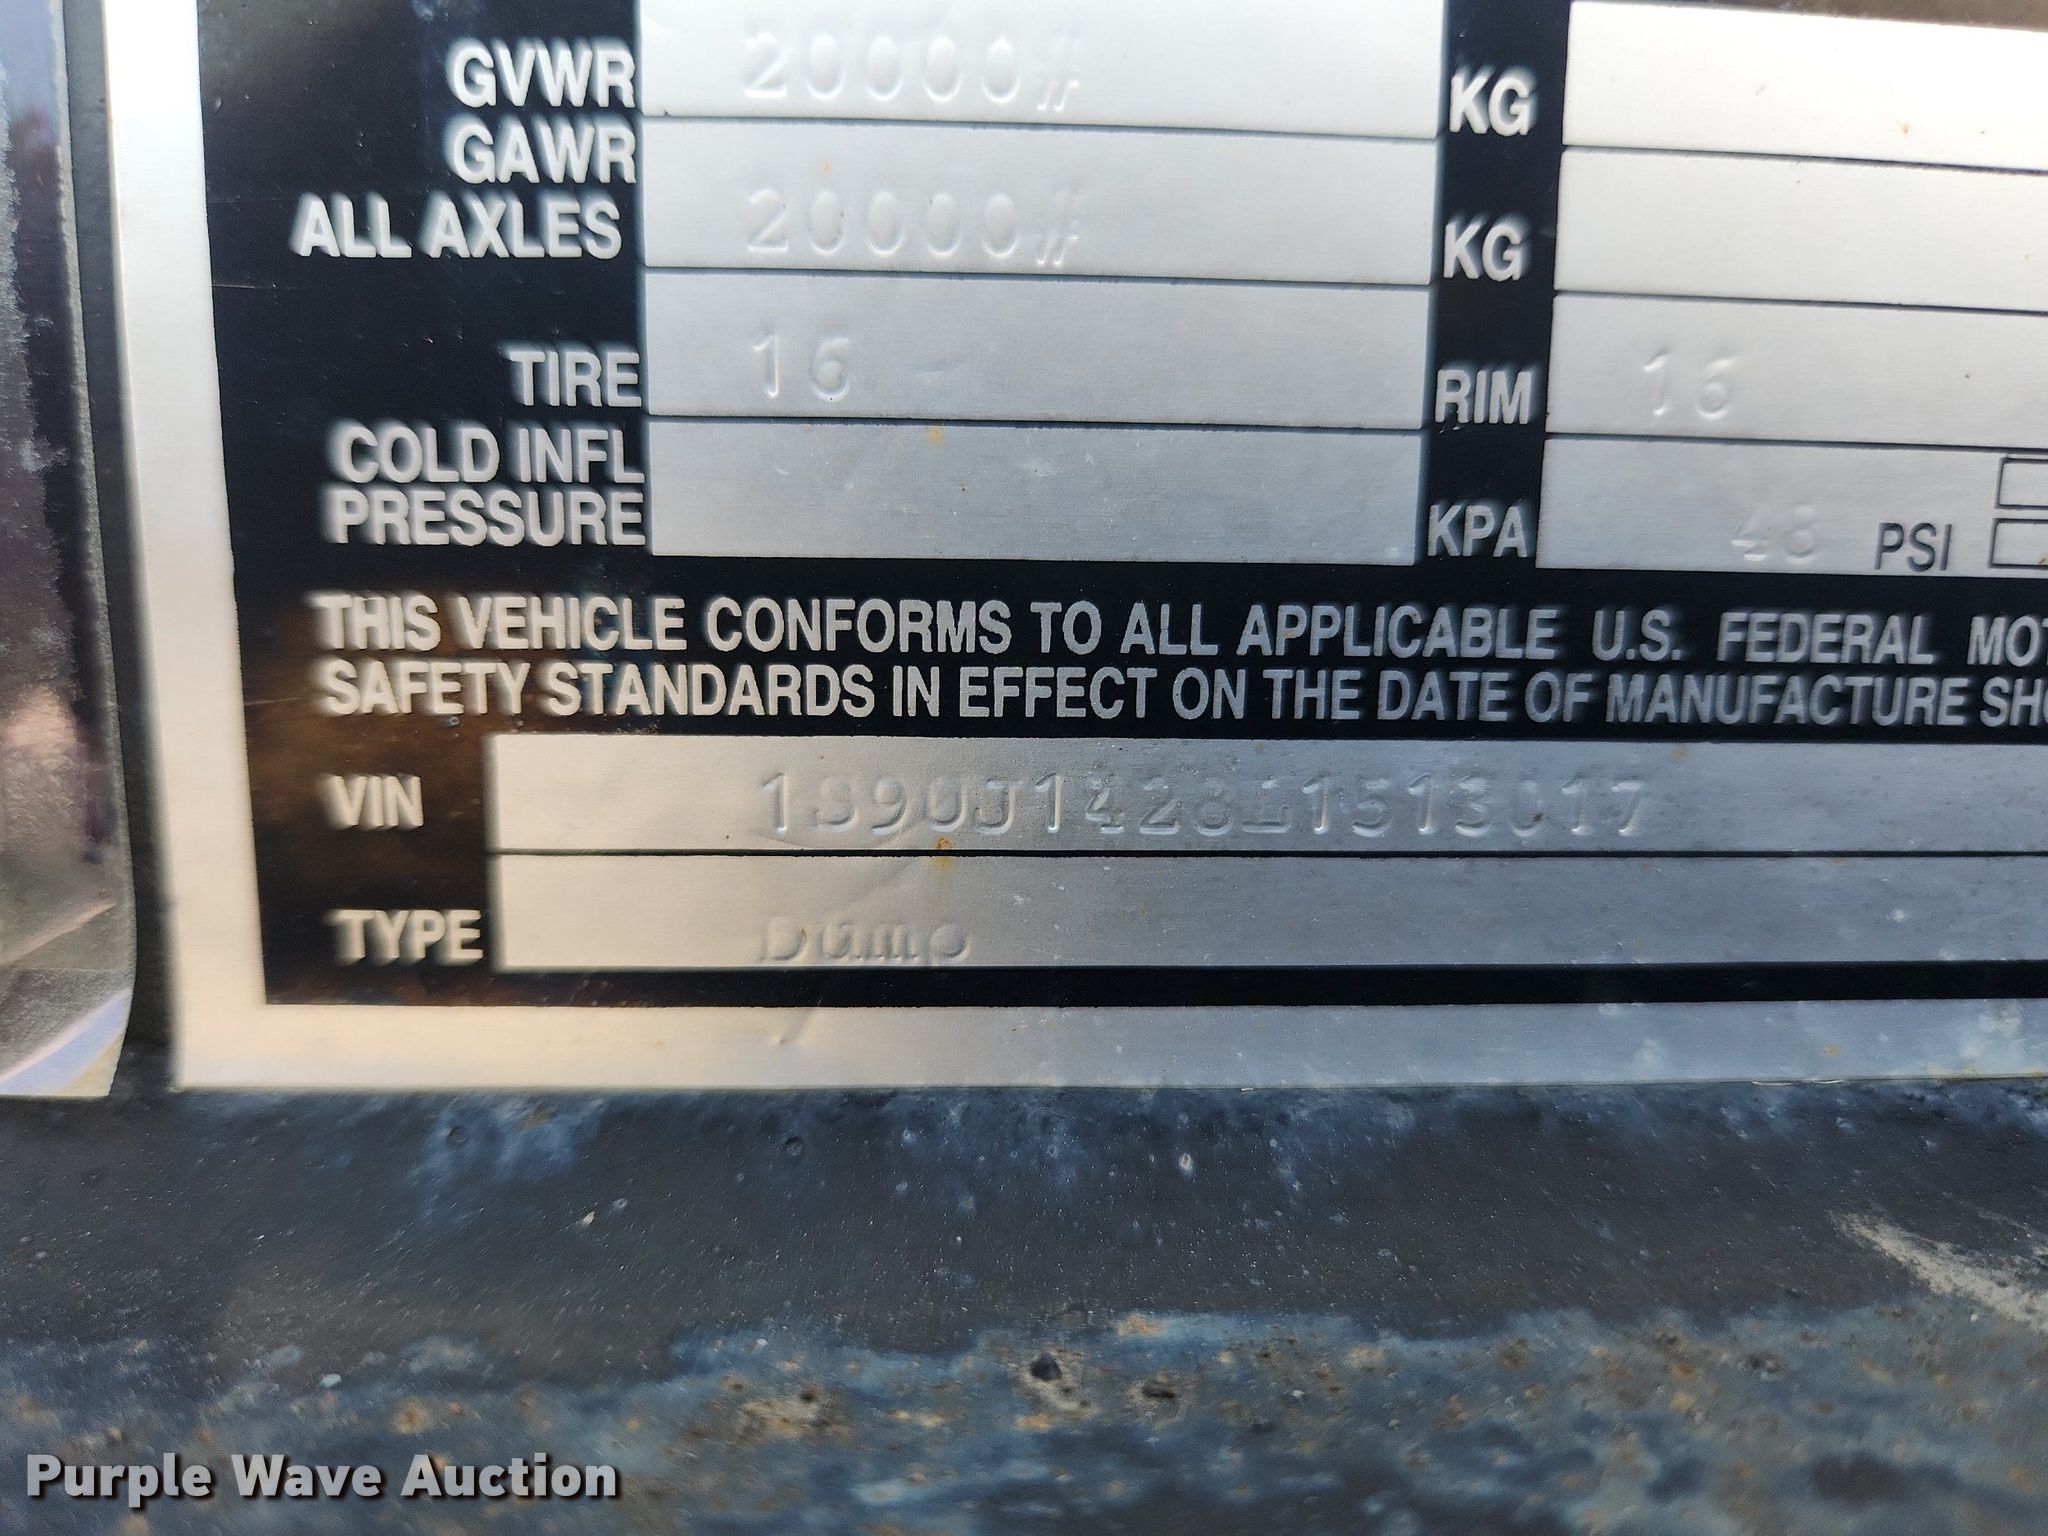 GVWR 20000# KG
GAWR
ALL AXLES 20000# KG
TIRE 16 RIM 16
COLD INFL
PRESSURE KPA 48 PSI
THIS VEHICLE CONFORMS TO ALL APPLICABLE U.S. FEDERAL MOT
SAFETY STANDARDS IN EFFECT ON THE DATE OF MANUFACTURE SHO
VIN
TYPE Dump
Purple Wave Auction